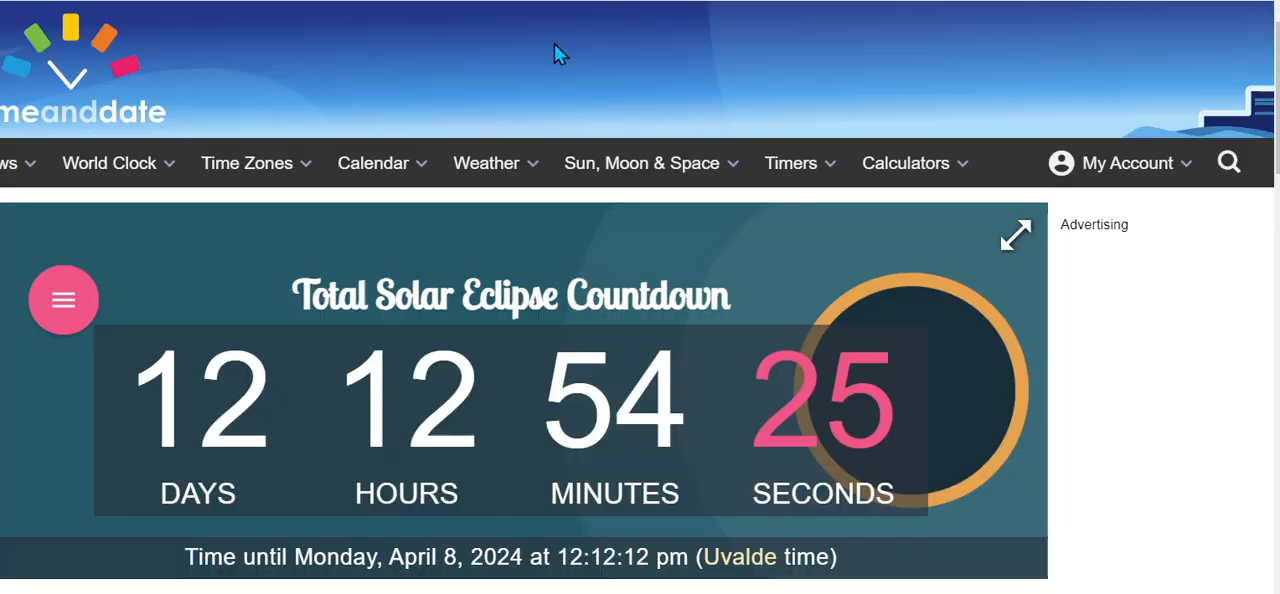 meanddate
ws World Clock Time Zones Calendar Weather Sun, Moon & Space Timers Calculators My Account
Advertising
Total Solar Eclipse Countdown
12 12 54 25
DAYS HOURS MINUTES SECONDS
Time until Monday, April 8, 2024 at 12:12:12 pm (Uvalde time)